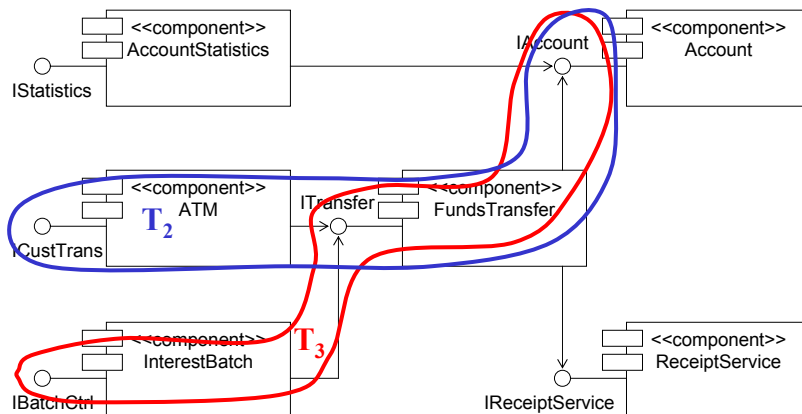 <<component>>
AccountStatistics
IStatistics
IAccount
<<component>>
Account
<<component>>
ATM
T2
ICustTrans
ITransfer
<<component>>
FundsTransfer
<<component>>
InterestBatch
T3
IBatchCtrl
<<component>>
ReceiptService
IReceiptService